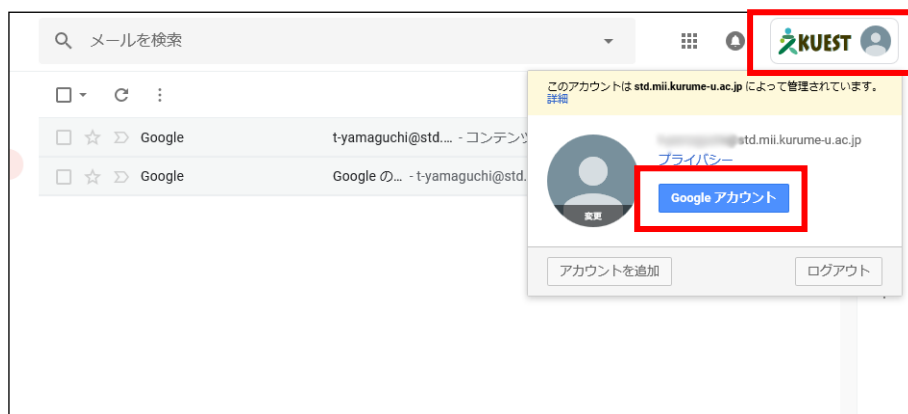 メールを検索
KUEST
このアカウントは std.mii.kurume-u.ac.jp によって管理されています。
詳細
Google t-yamaguchi@std.... - コンテンツ
Google Google の... - t-yamaguchi@std.
std.mii.kurume-u.ac.jp
プライバシー
Google アカウント
変更
アカウントを追加
ログアウト